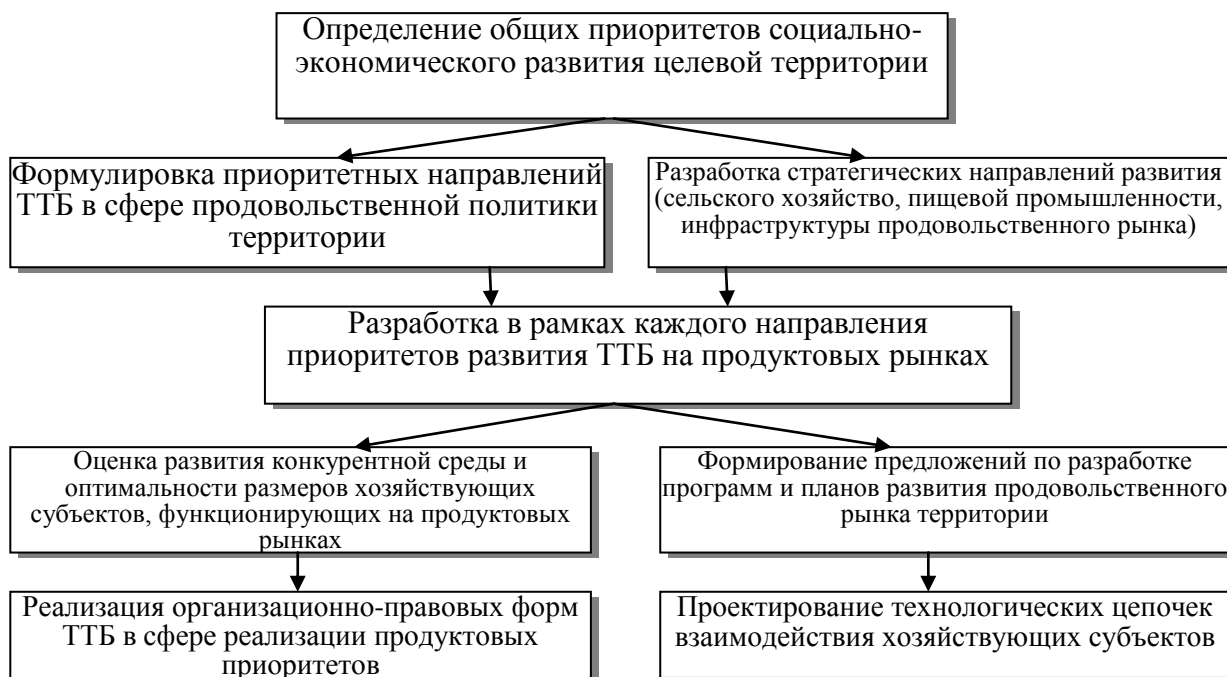 Определение общих приоритетов социально-
экономического развития целевой территории
Формулировка приоритетных направлений
ТТБ в сфере продовольственной политики
территории
Разработка стратегических направлений развития
(сельского хозяйство, пищевой промышленности,
инфраструктуры продовольственного рынка)
Разработка в рамках каждого направления
приоритетов развития ТТБ на продуктовых рынках
Оценка развития конкурентной среды и
оптимальности размеров хозяйствующих
субъектов, функционирующих на продуктовых
рынках
Формирование предложений по разработке
программ и планов развития продовольственного
рынка территории
Реализация организационно-правовых форм
ТТБ в сфере реализации продуктовых
приоритетов
Проектирование технологических цепочек
взаимодействия хозяйствующих субъектов